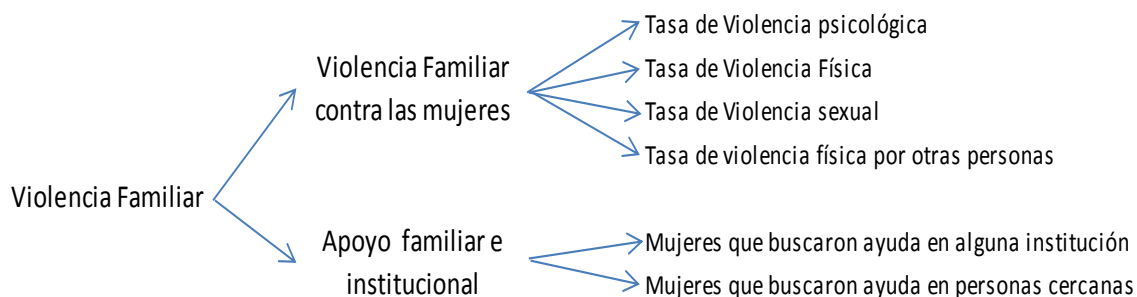 Violencia Familiar
Violencia Familiar
contra las mujeres
Tasa de Violencia psicológica
Tasa de Violencia Física
Tasa de Violencia sexual
Tasa de violencia física por otras personas
Apoyo familiar e
institucional
Mujeres que buscaron ayuda en alguna institución
Mujeres que buscaron ayuda en personas cercanas